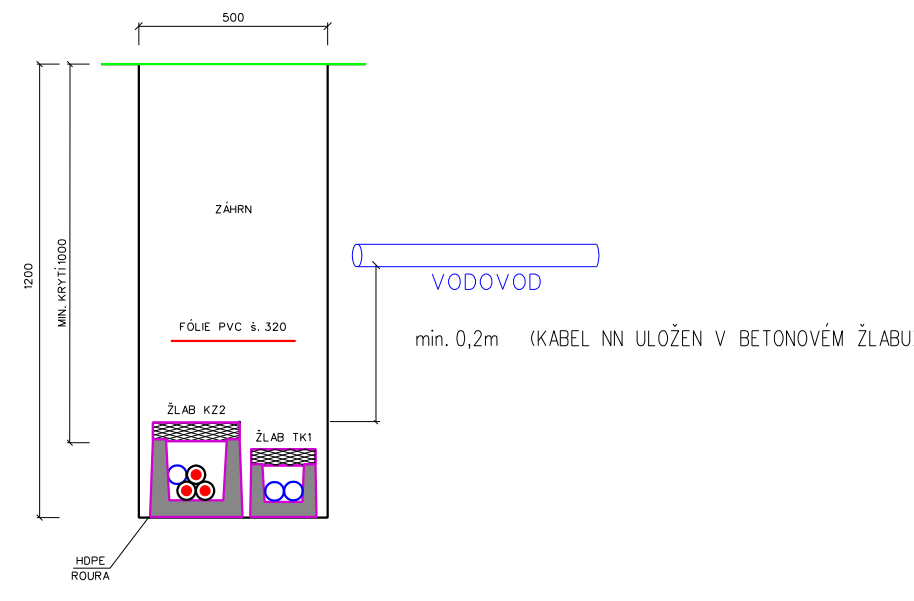 500
ZÁHRN
1200
MIN. KRYTÍ 1000
VODOVOD
FÓLIE PVC š. 320
min. 0,2m (KABEL NN ULOŽEN V BETONOVÉM ŽLABU
ŽLAB KZ2
ŽLAB TK1
HDPE
ROURA